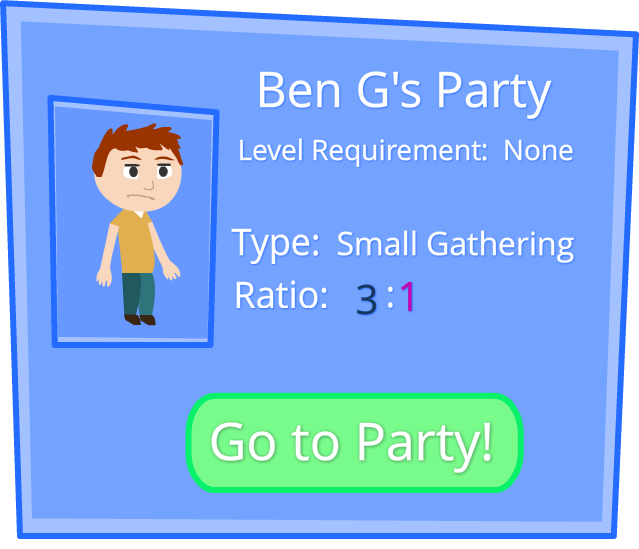 Ben G's Party
Level Requirement: None
Type: Small Gathering
Ratio: 3 : 1
Go to Party!